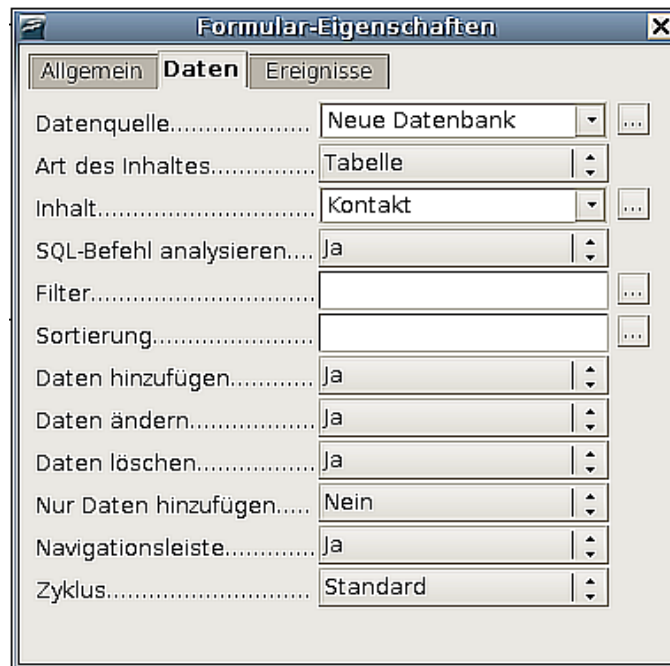 Formular-Eigenschaften
Allgemein Daten Ereignisse
Datenquelle.................... Neue Datenbank ...
Art des Inhaltes............... Tabelle
Inhalt............................... Kontakt ...
SQL-Befehl analysieren.... Ja
Filter................................ ...
Sortierung....................... ...
Daten hinzufügen............ Ja
Daten ändern.................. Ja
Daten löschen................. Ja
Nur Daten hinzufügen..... Nein
Navigationsleiste............. Ja
Zyklus............................. Standard